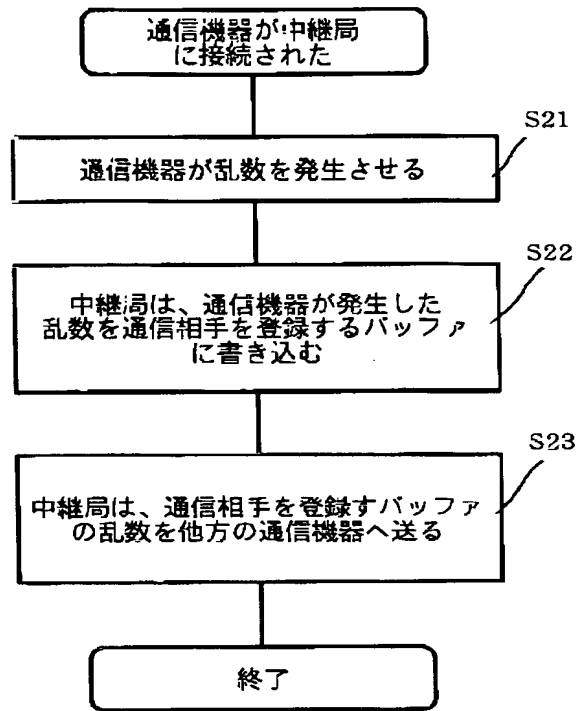 通信機器が中継局
に接続された
S21
通信機器が乱数を発生させる
S22
中継局は、通信機器が発生した
乱数を通信相手を登録するバッファ
に書き込む
S23
中継局は、通信相手を登録すバッファ
の乱数を他方の通信機器へ送る
終了